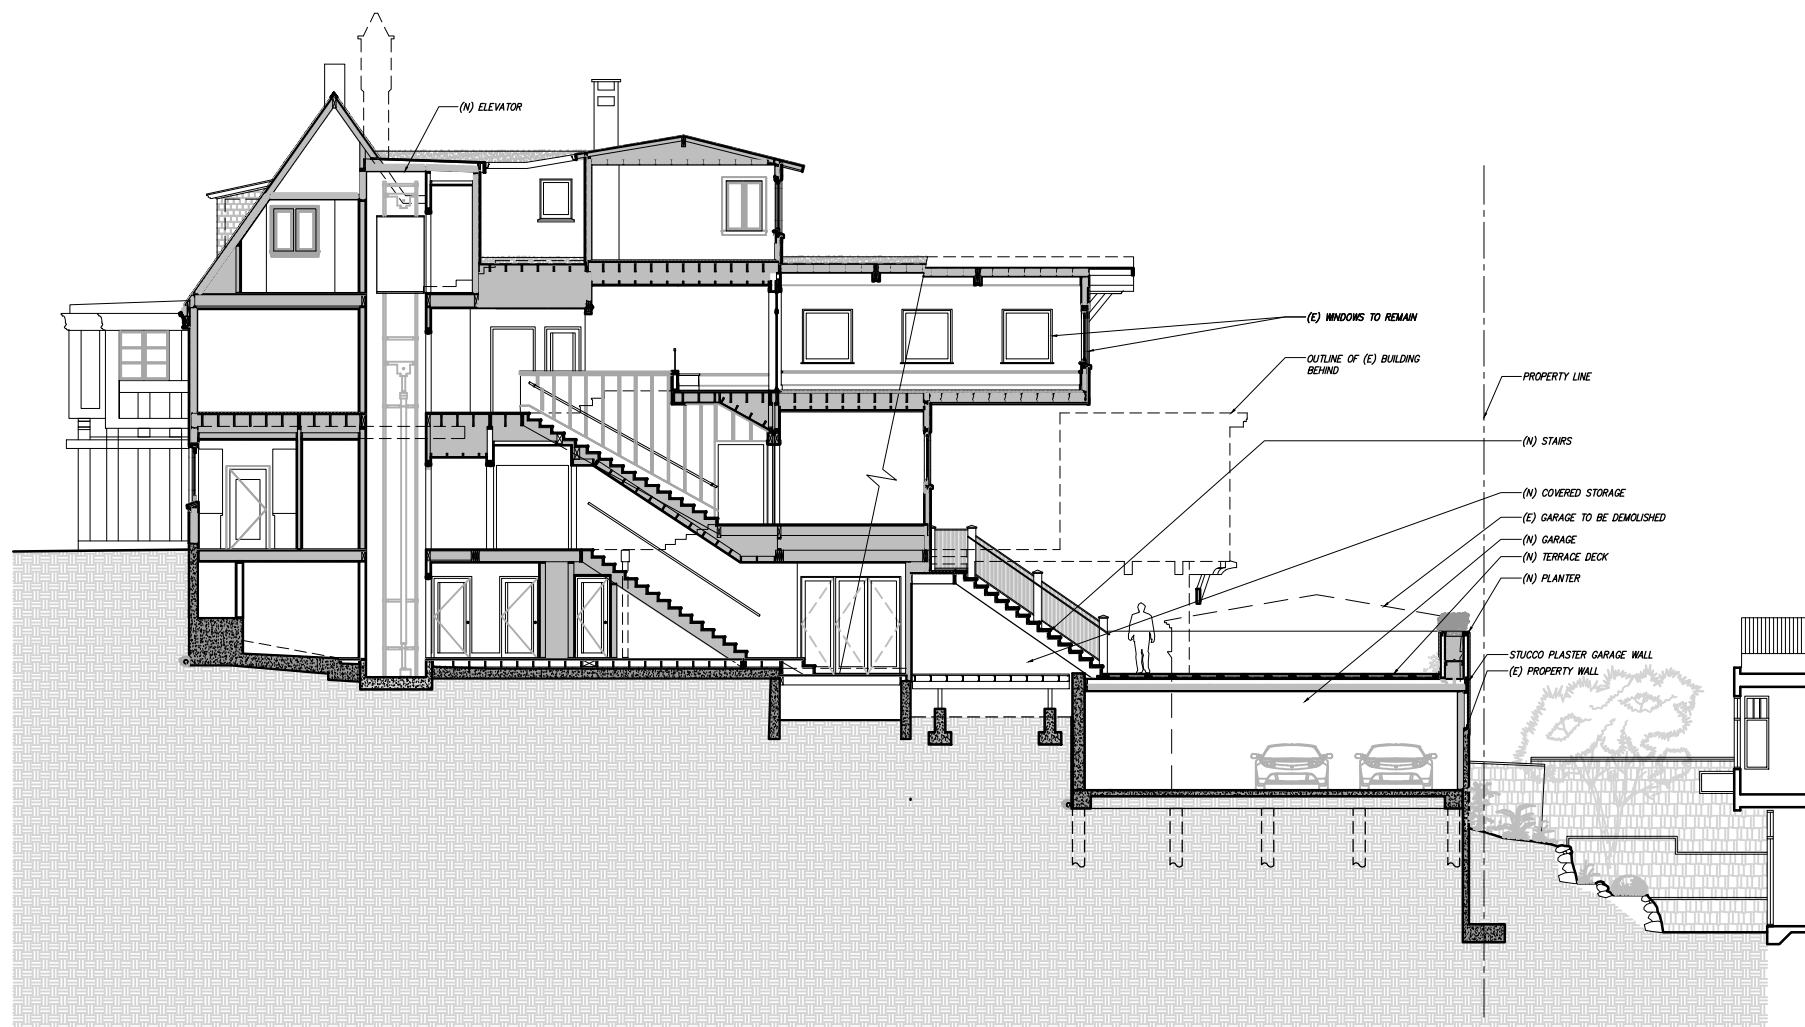 (N) ELEVATOR
(E) WINDOWS TO REMAIN
OUTLINE OF (E) BUILDING
BEHIND
PROPERTY LINE
(N) STAIRS
(N) COVERED STORAGE
(E) GARAGE TO BE DEMOLISHED
(N) GARAGE
(N) TERRACE DECK
(N) PLANTER
STUCCO PLASTER GARAGE WALL
(E) PROPERTY WALL